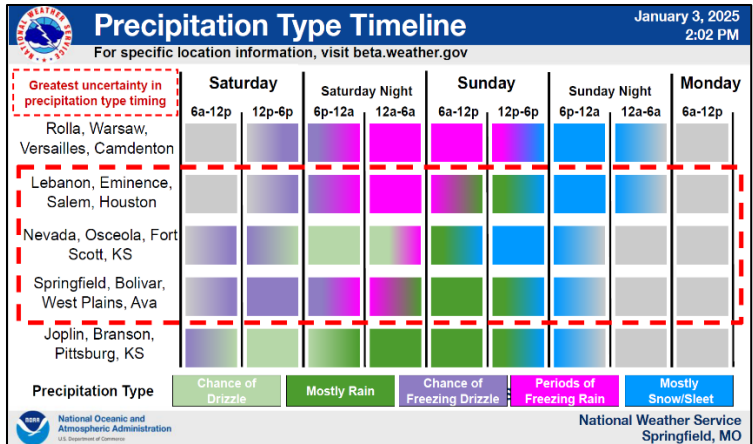 Precipitation Type Timeline
January 3, 2025
2:02 PM
For specific location information, visit beta.weather.gov
NATIONAL WEATHER SERVICE
Greatest uncertainty in
precipitation type timing
Saturday
Saturday Night
Sunday
Sunday Night
Monday
6a-12p 12p-6p 6p-12a 12a-6a 6a-12p 12p-6p 6p-12a 12a-6a 6a-12p
Rolla, Warsaw,
Versailles, Camdenton
Lebanon, Eminence,
Salem, Houston
Nevada, Osceola, Fort
Scott, KS
Springfield, Bolivar,
West Plains, Ava
Joplin, Branson,
Pittsburg, KS
Precipitation Type
Chance of
Drizzle
Mostly Rain
Chance of
Freezing Drizzle
Periods of
Freezing Rain
Mostly
Snow/Sleet
NOAA
National Oceanic and
Atmospheric Administration
U.S. Department of Commerce
National Weather Service
Springfield, MO